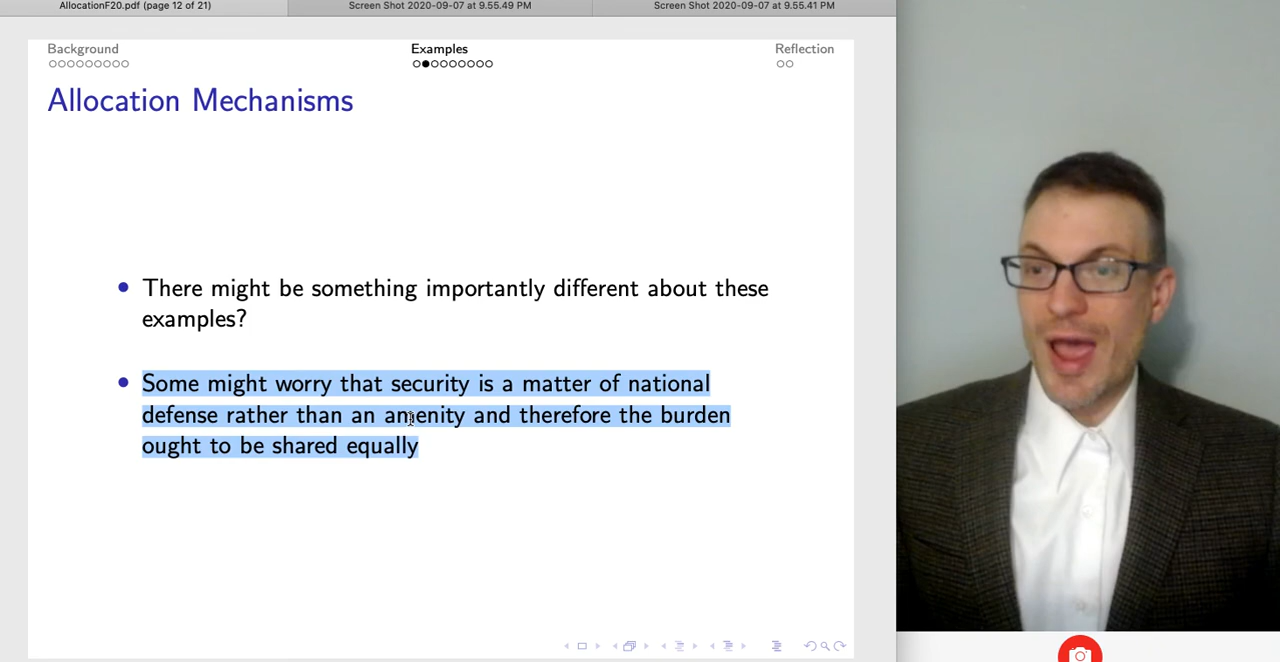 AllocationF20.pdf (page 12 of 21)
Screen Shot 2020-09-07 at 9.55.49 PM
Screen Shot 2020-09-07 at 9.55.41 PM
Background
Examples
Reflection
Allocation Mechanisms
There might be something importantly different about these
examples?
Some might worry that security is a matter of national
defense rather than an amenity and therefore the burden
ought to be shared equally